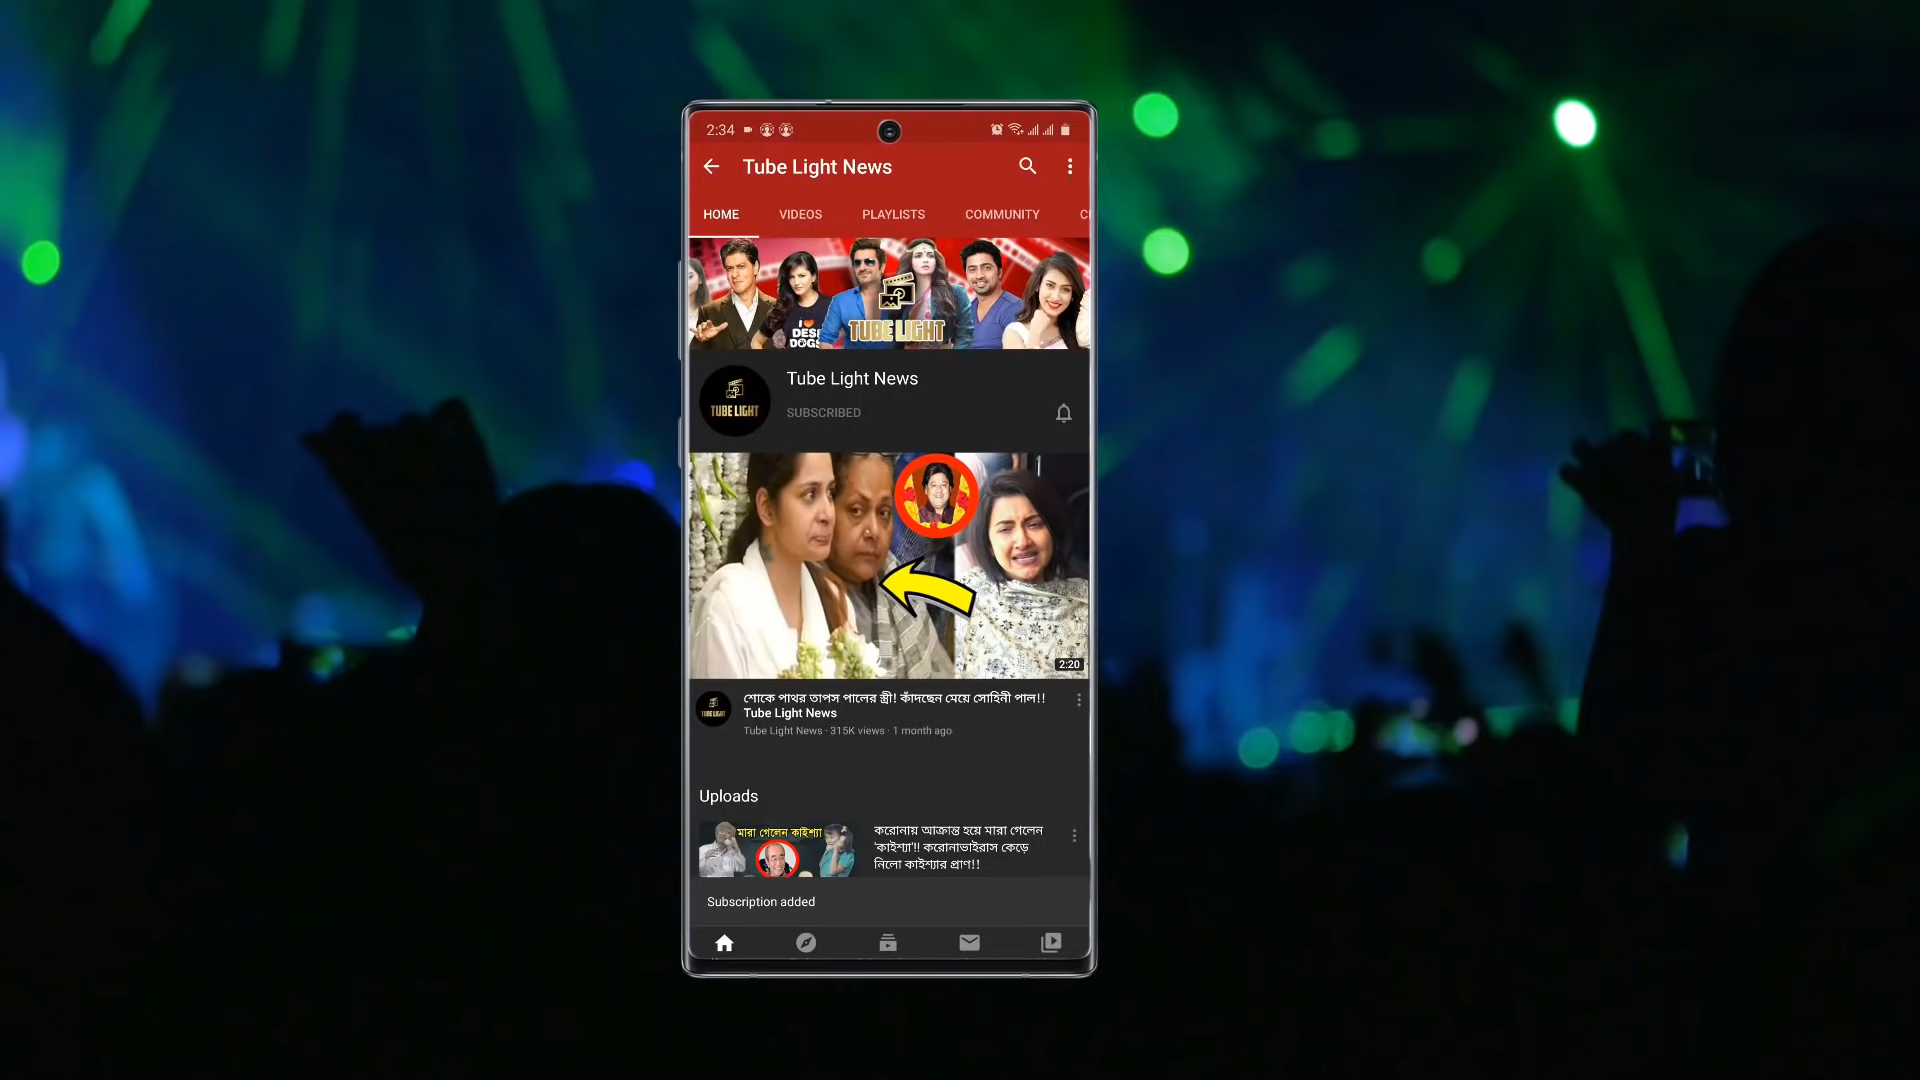 2:34
Tube Light News
HOME VIDEOS PLAYLISTS COMMUNITY
I
DESI
DOGS
TUBE LIGHT
TUBE LIGHT
Tube Light News
SUBSCRIBED
2:20
TUBE LIGHT
শোকে পাথর তাপস পালের স্ত্রী! কাঁদছেন মেয়ে সোহিনী পাল!!
Tube Light News
Tube Light News · 315K views · 1 month ago
Uploads
মারা গেলেন কাইশ্যা
করোনায় আক্রান্ত হয়ে মারা গেলেন
'কাইশ্যা'!! করোনাভাইরাস কেড়ে
নিলো কাইশ্যার প্রাণ!!
Subscription added